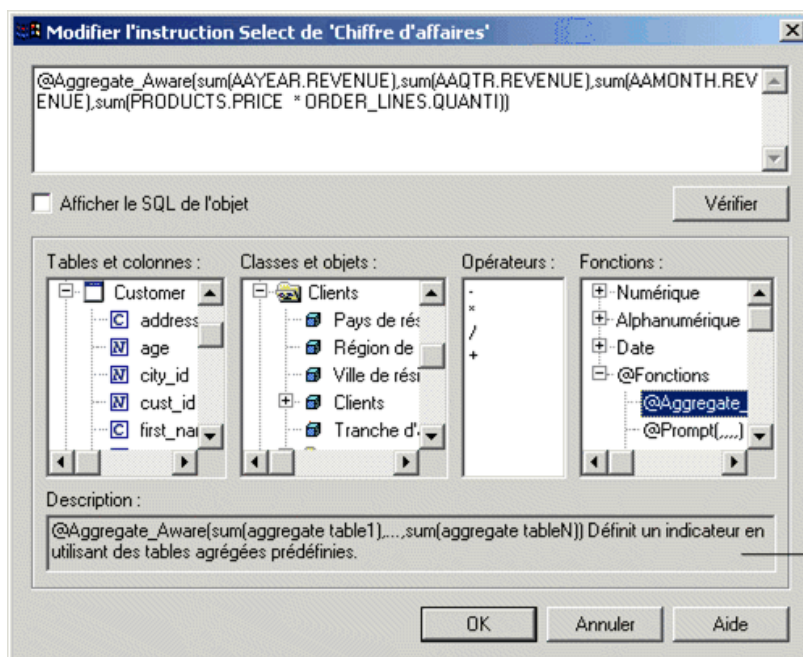 Modifier l'instruction Select de 'Chiffre d'affaires'
@Aggregate_Aware(sum(AAYEAR.REVENUE),sum(AAQTR.REVENUE),sum(AAMONTH.REV
ENUE),sum(PRODUCTS.PRICE * ORDER_LINES.QUANTI))
Afficher le SQL de l'objet
Vérifier
Tables et colonnes :
Classes et objets :
Opérateurs :
Fonctions :
Customer
Clients
-
Numérique
C address
Pays de rés
*
Alphanumérique
N age
Région de
/
Date
N city_id
Ville de rési
+
@Fonctions
N cust_id
Clients
@Aggregate_
C first_nar
Tranche d'
@Prompt(,,,,)
Description :
@Aggregate_Aware(sum(aggregate table1),...,sum(aggregate tableN)) Définit un indicateur en
utilisant des tables agrégées prédéfinies.
OK
Annuler
Aide